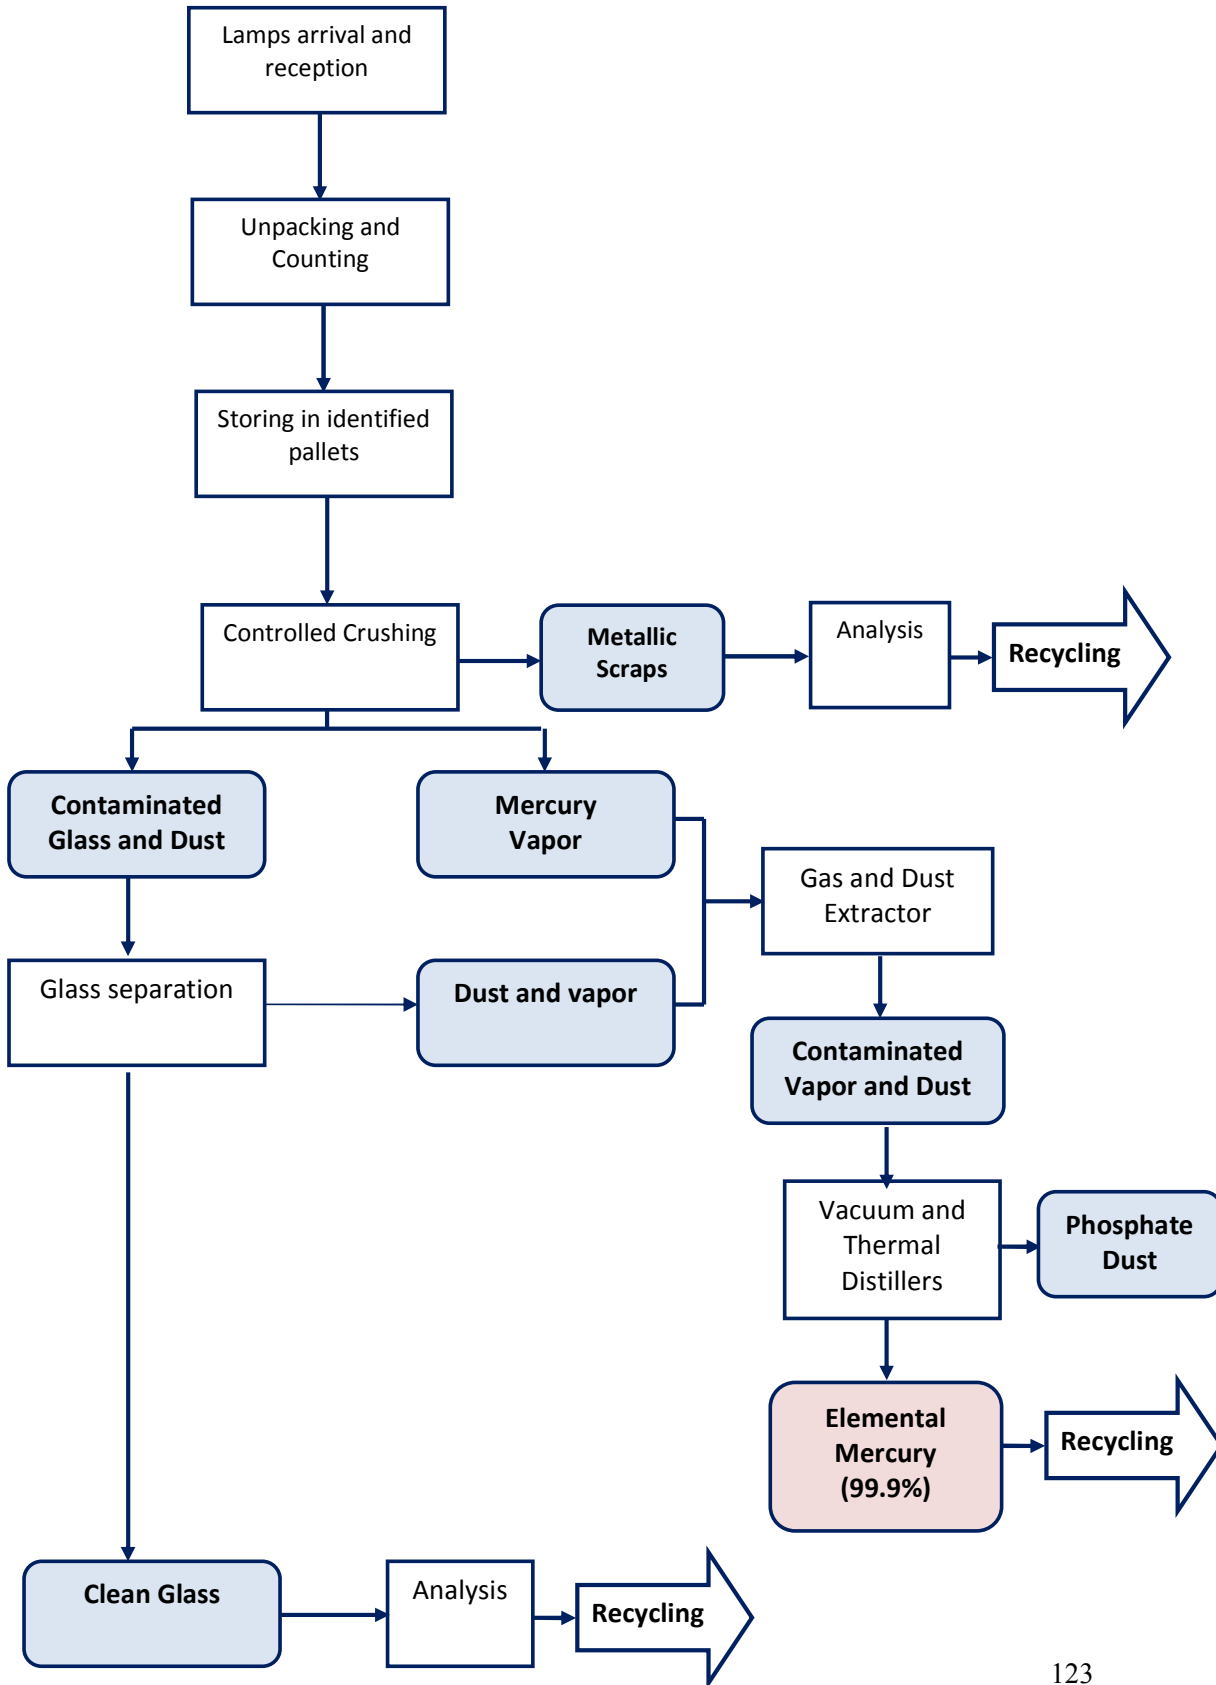 Lamps arrival and
reception
Unpacking and
Counting
Storing in identified
pallets
Controlled Crushing
Metallic
Scraps
Analysis
Recycling
Contaminated
Glass and Dust
Mercury
Vapor
Gas and Dust
Extractor
Glass separation
Dust and vapor
Contaminated
Vapor and Dust
Vacuum and
Thermal
Distillers
Phosphate
Dust
Elemental
Mercury
(99.9%)
Recycling
Clean Glass
Analysis
Recycling
123